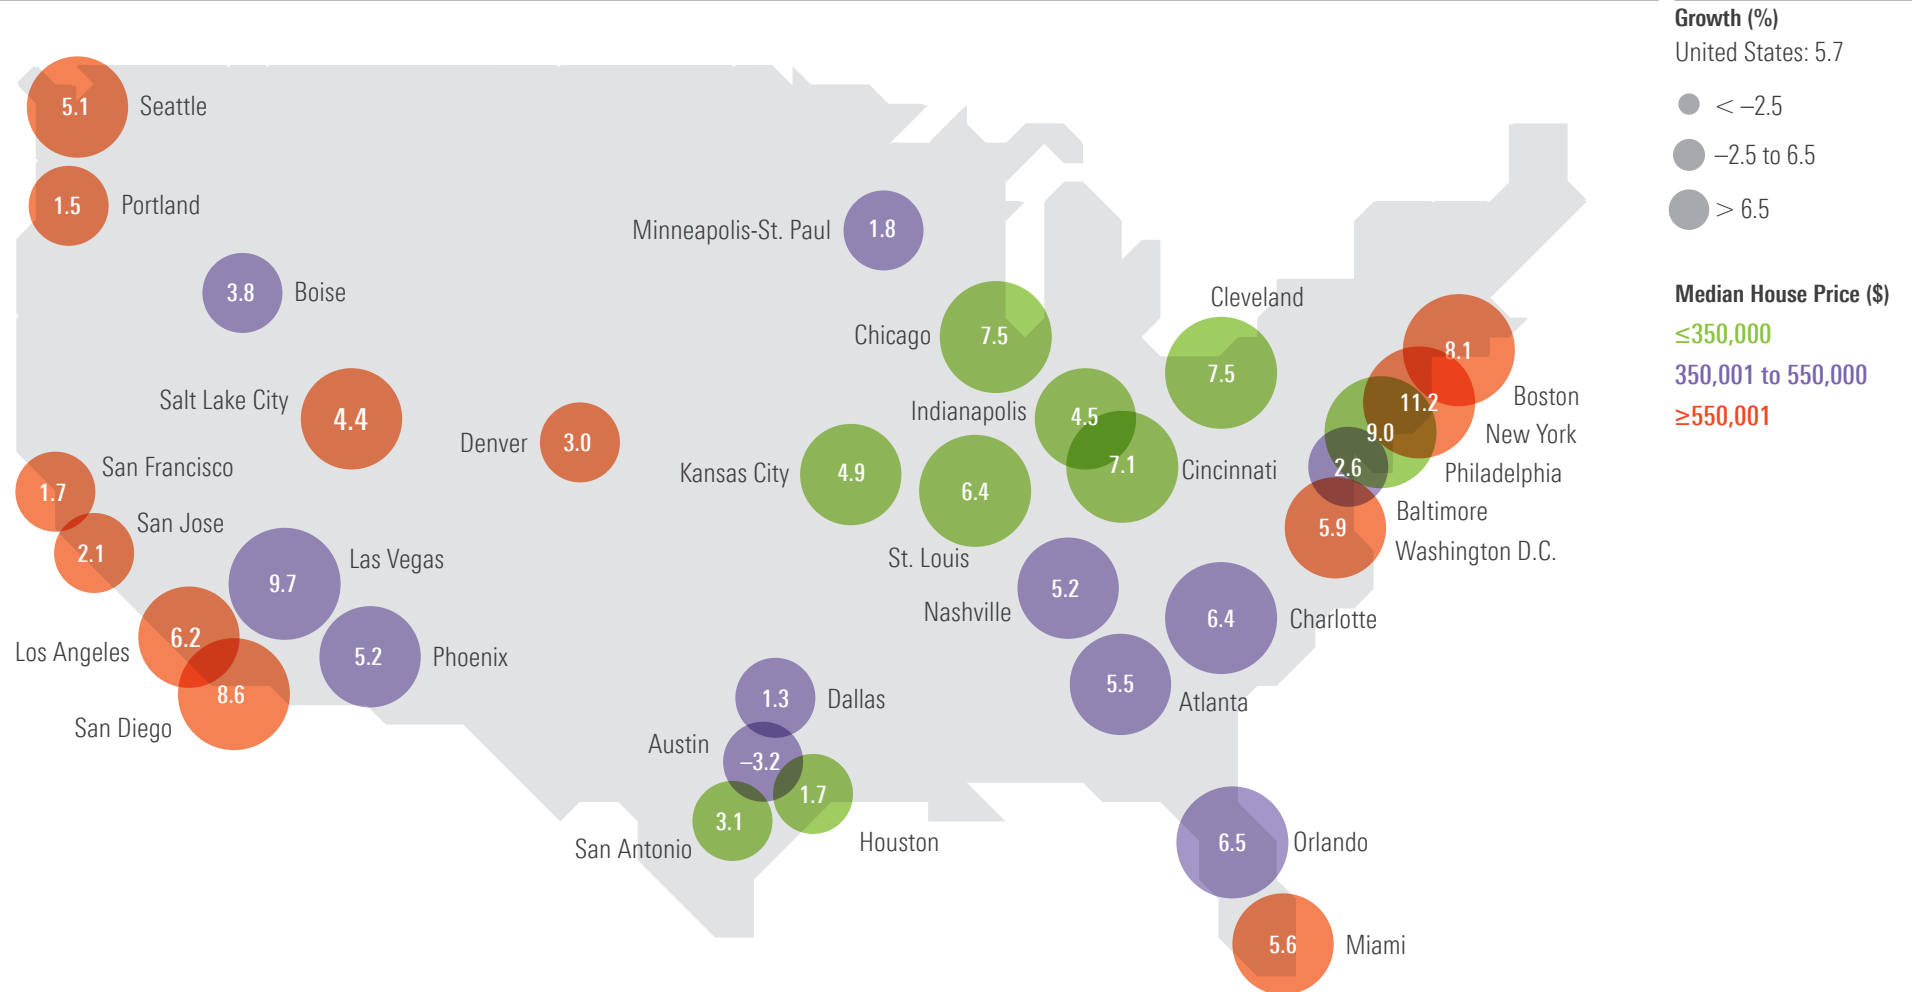 Growth (%)
United States: 5.7
< –2.5
–2.5 to 6.5
> 6.5
Median House Price ($)
≤350,000
350,001 to 550,000
≥550,001
5.1 Seattle
1.5 Portland
Minneapolis-St. Paul 1.8
3.8 Boise
Cleveland
7.5
Chicago 7.5
8.1
Boston
Salt Lake City 4.4
Indianapolis 4.5
11.2
New York
9.0
Philadelphia
Denver 3.0
Kansas City 4.9
6.4
St. Louis
7.1 Cincinnati
2.6
Baltimore
San Francisco
1.7
San Jose
2.1
5.9
Washington D.C.
Las Vegas
9.7
5.2
Nashville
6.4 Charlotte
6.2
Los Angeles
5.2 Phoenix
8.6
San Diego
5.5
Atlanta
1.3 Dallas
Austin
–3.2
1.7
Houston
3.1
San Antonio
6.5 Orlando
5.6 Miami